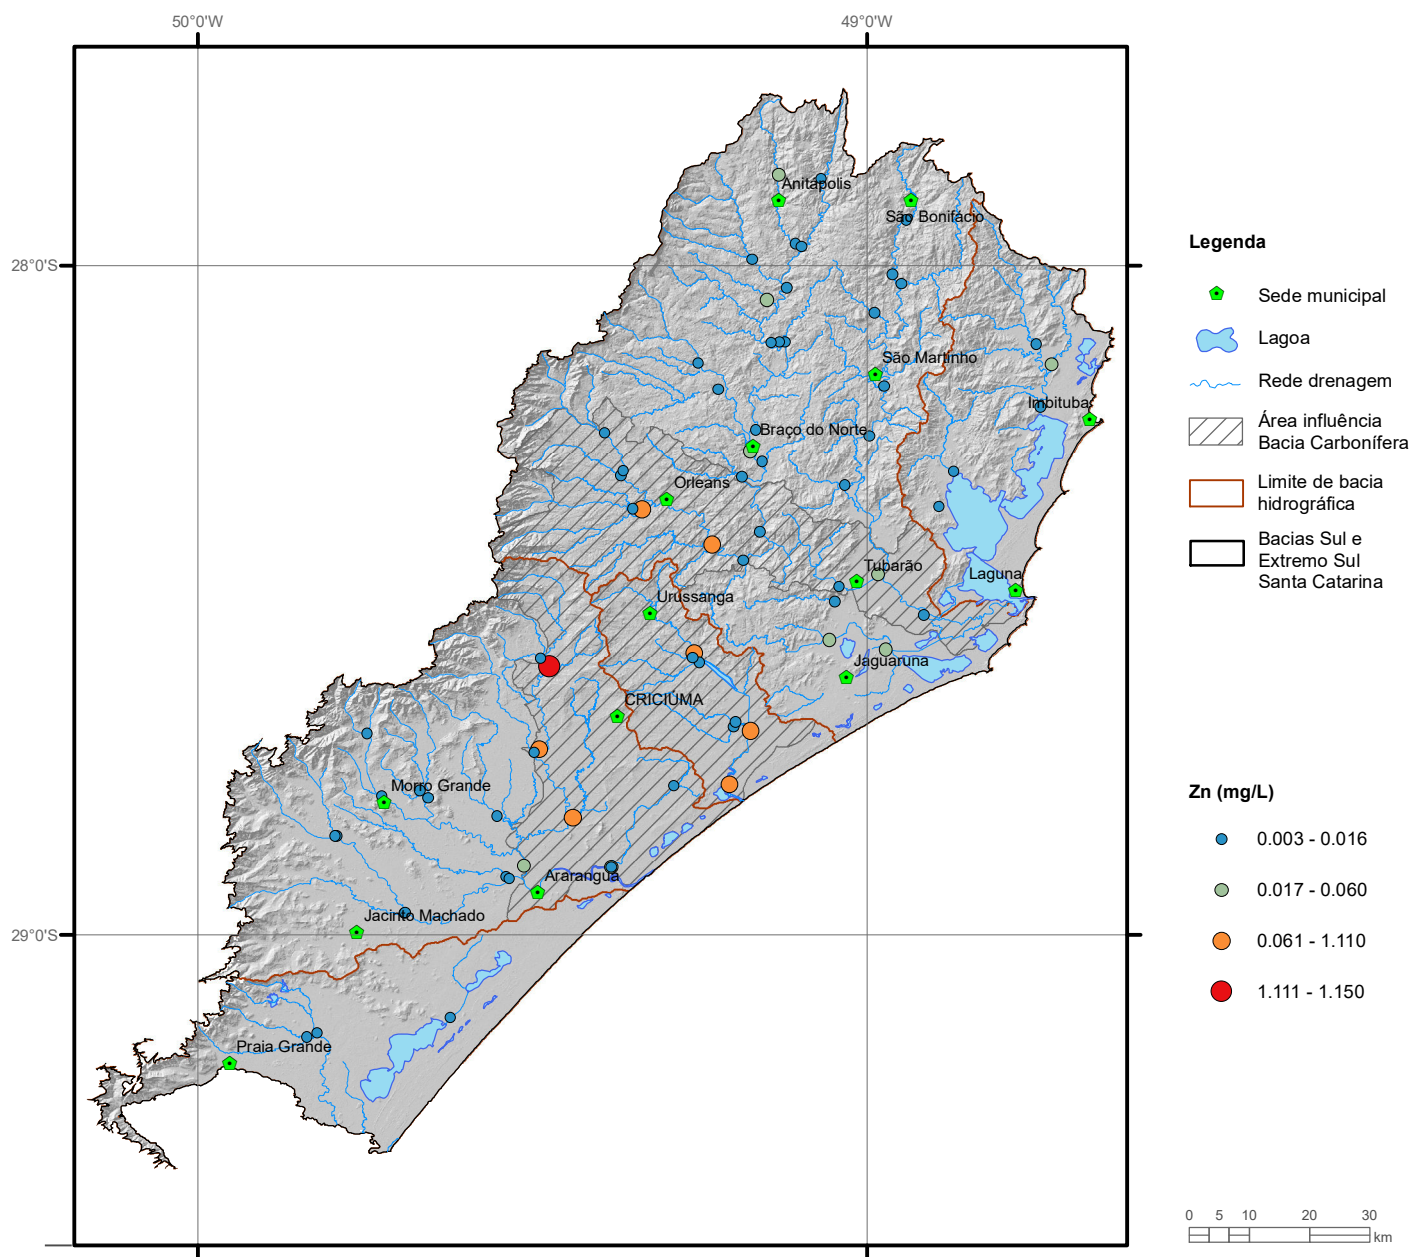 50°0'W
49°0'W
28°0'S
29°0'S
Anitápolis
São Bonifácio
São Martinho
Imbituba
Braço do Norte
Orleans
Tubarão
Laguna
Urussanga
Jaguaruna
CRICIÚMA
Morro Grande
Araranguá
Jacinto Machado
Praia Grande
Legenda
Sede municipal
Lagoa
Rede drenagem
Área influência
Bacia Carbonífera
Limite de bacia
hidrográfica
Bacias Sul e
Extremo Sul
Santa Catarina
Zn (mg/L)
0.003 - 0.016
0.017 - 0.060
0.061 - 1.110
1.111 - 1.150
0 5 10 20 30
km